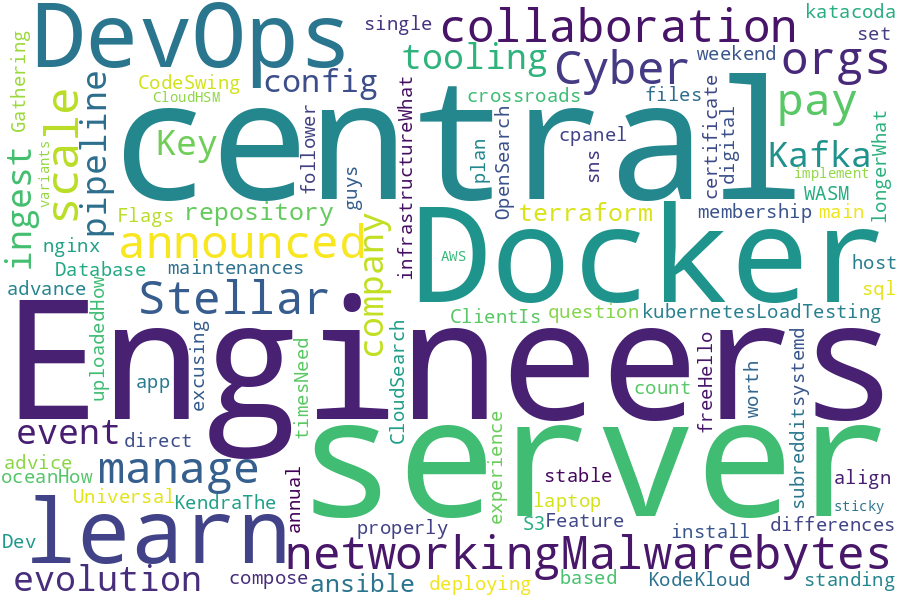 DevOps
single
collaboration
katacoda
set
Gathering
CodeSwing
CloudHSM
config
tooling
Cyber
weekend
orgs
scale
pipeline
central
crossroads
files
pay
Key
follower
infrastructureWhat
plan
OpenSearch
cpanel
sns
certificate
digital
Kafka
implement
WASM
longerWhat
variants
ingest
guys
Flags
repository
terraform
membership
main
nginx
announced
company
Docker
AWS
Database
maintenances
host
advance
uploadedHow
Stellar
sql
ClientIs
question
kubernetesLoadTesting
Engineers
excusing
app
timesNeed
CloudSearch
count
freeHello
worth
subredditsystemd
event
direct
server
experience
advice
manage
oceanHow
annual
stable
align
Universal
KendraThe
laptop
sticky
learn
properly
S3
Feature
install
differences
Dev
networkingMalwarebytes
evolution
compose
ansible
deploying
based
KodeKloud
standing